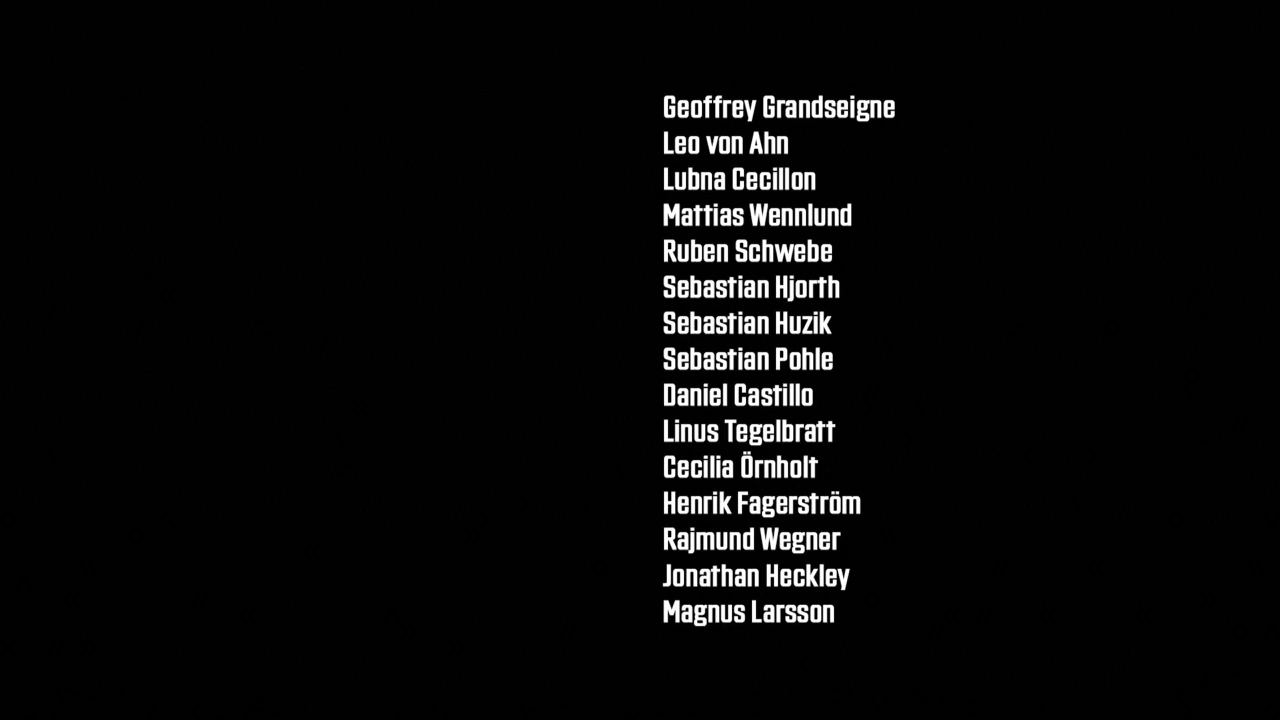 Geoffrey Grandseigne
Leo von Ahn
Lubna Cecillon
Mattias Wennlund
Ruben Schwebe
Sebastian Hjorth
Sebastian Huzik
Sebastian Pohle
Daniel Castillo
Linus Tegelbratt
Cecilia Örnholt
Henrik Fagerström
Rajmund Wegner
Jonathan Heckley
Magnus Larsson